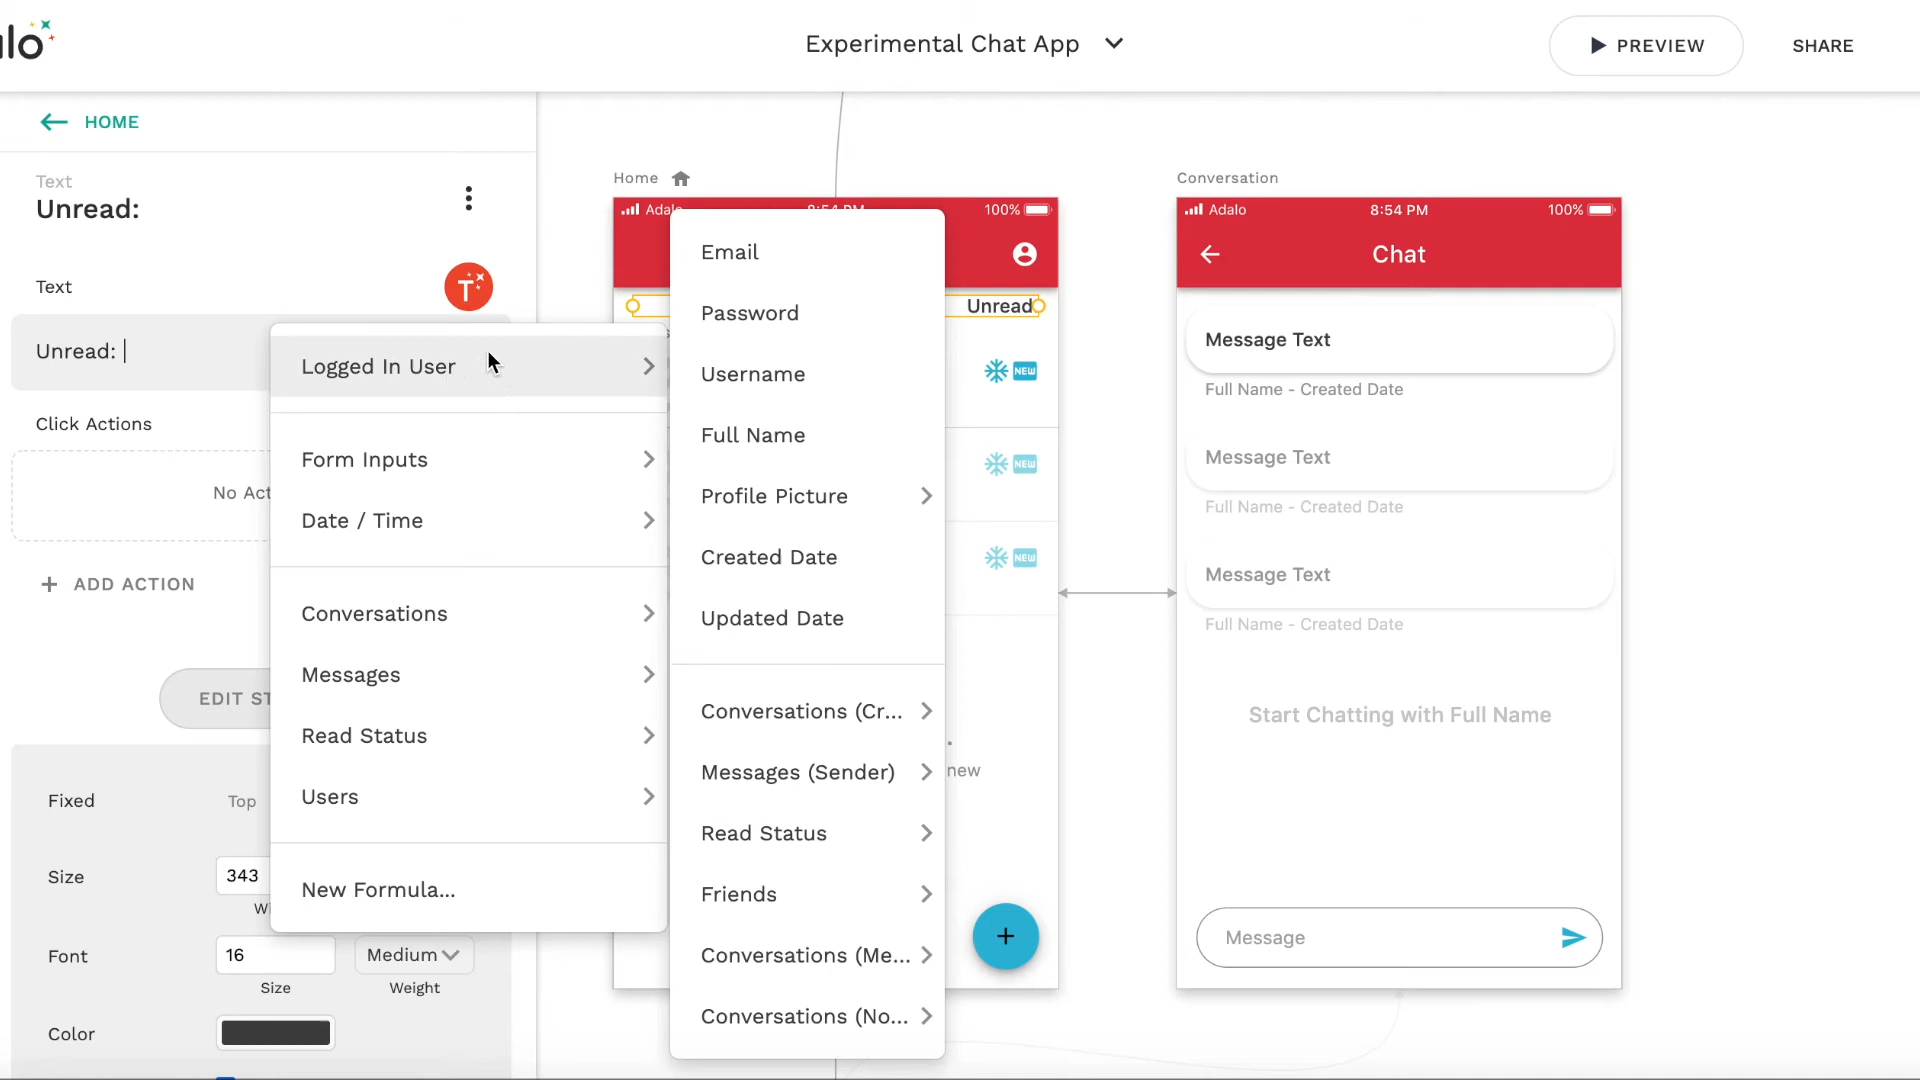 lo
Experimental Chat App
PREVIEW
SHARE
HOME
Text
Unread:
Text
T
Unread:
Click Actions
No Act
ADD ACTION
EDIT ST
Fixed
Top
Size
343
Wi
Font
16
Medium
Size
Weight
Color
Logged In User
Form Inputs
Date / Time
Conversations
Messages
Read Status
Users
New Formula...
Email
Password
Username
Full Name
Profile Picture
Created Date
Updated Date
Conversations (Cr...
Messages (Sender)
Read Status
Friends
Conversations (Me...
Conversations (No...
Home
Adalo
8:54 PM
100%
Unread
NEW
NEW
NEW
new
+
Conversation
Adalo
8:54 PM
100%
Chat
Message Text
Full Name - Created Date
Message Text
Full Name - Created Date
Message Text
Full Name - Created Date
Start Chatting with Full Name
Message